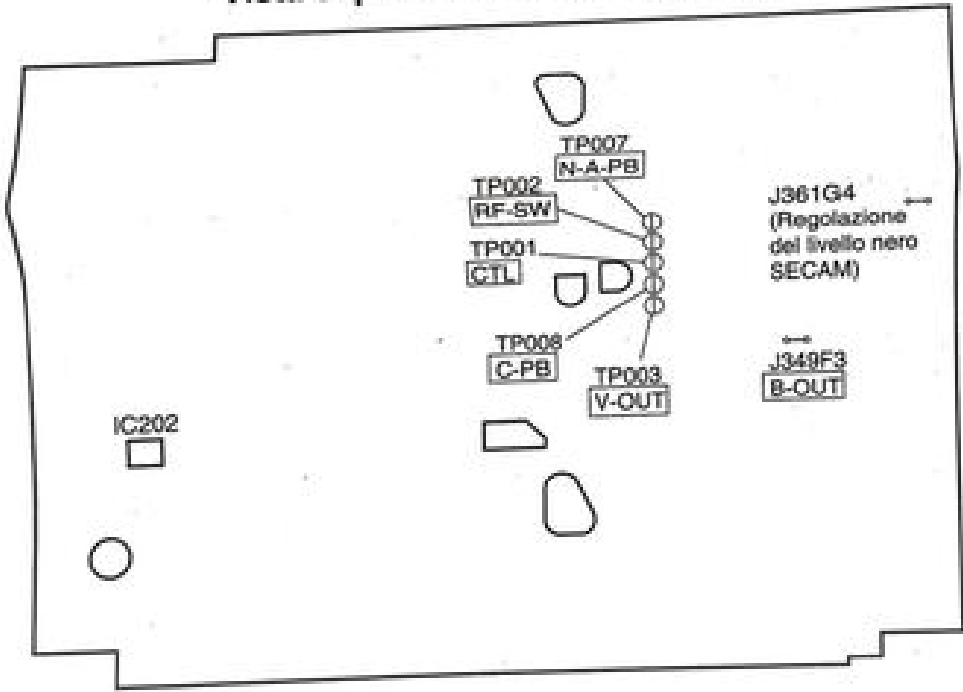 TP007
N-A-PB
TP002
RF-SW
TP001
CTL
J361G4
(Regolazione
del livello nero
SECAM)
TP008
C-PB
TP003
V-OUT
J349F3
B-OUT
IC202